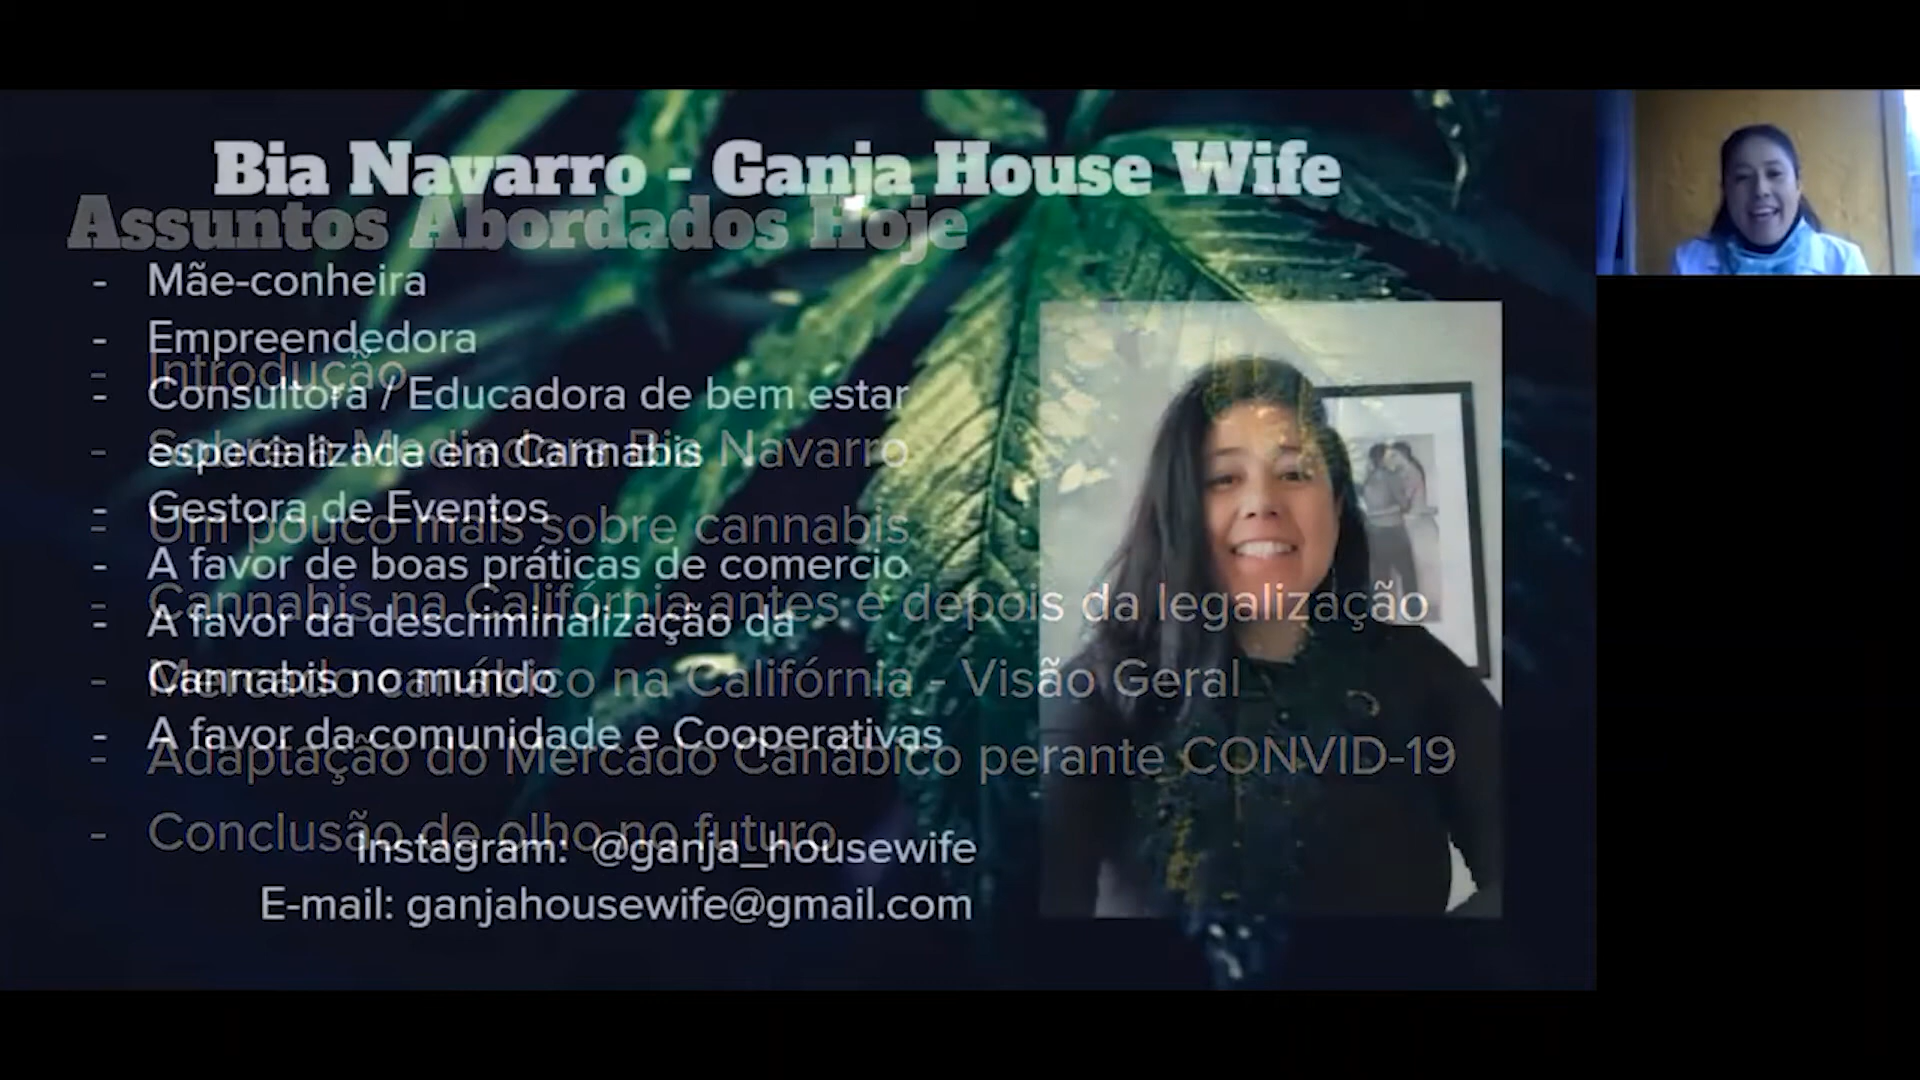 Bia Navarro - Ganja House Wife
Assuntos Abordados Hoje
- Mãe-conheira
- Empreendedora
- Introdução
- Consultora / Educadora de bem estar
especializada em Cannabis
- Sobre a Mediadora Bia Navarro
- Gestora de Eventos
- Um pouco mais sobre cannabis
- A favor de boas práticas de comercio
- Cannabis na Califórnia antes e depois da legalização
- A favor da descriminalização da
Cannabis no mundo
- Mercado canábico na Califórnia - Visão Geral
- A favor da comunidade e Cooperativas
- Adaptação do Mercado Canábico perante CONVID-19
- Conclusão de olho no futuro
Instagram: @ganja_housewife
E-mail: ganjahousewife@gmail.com